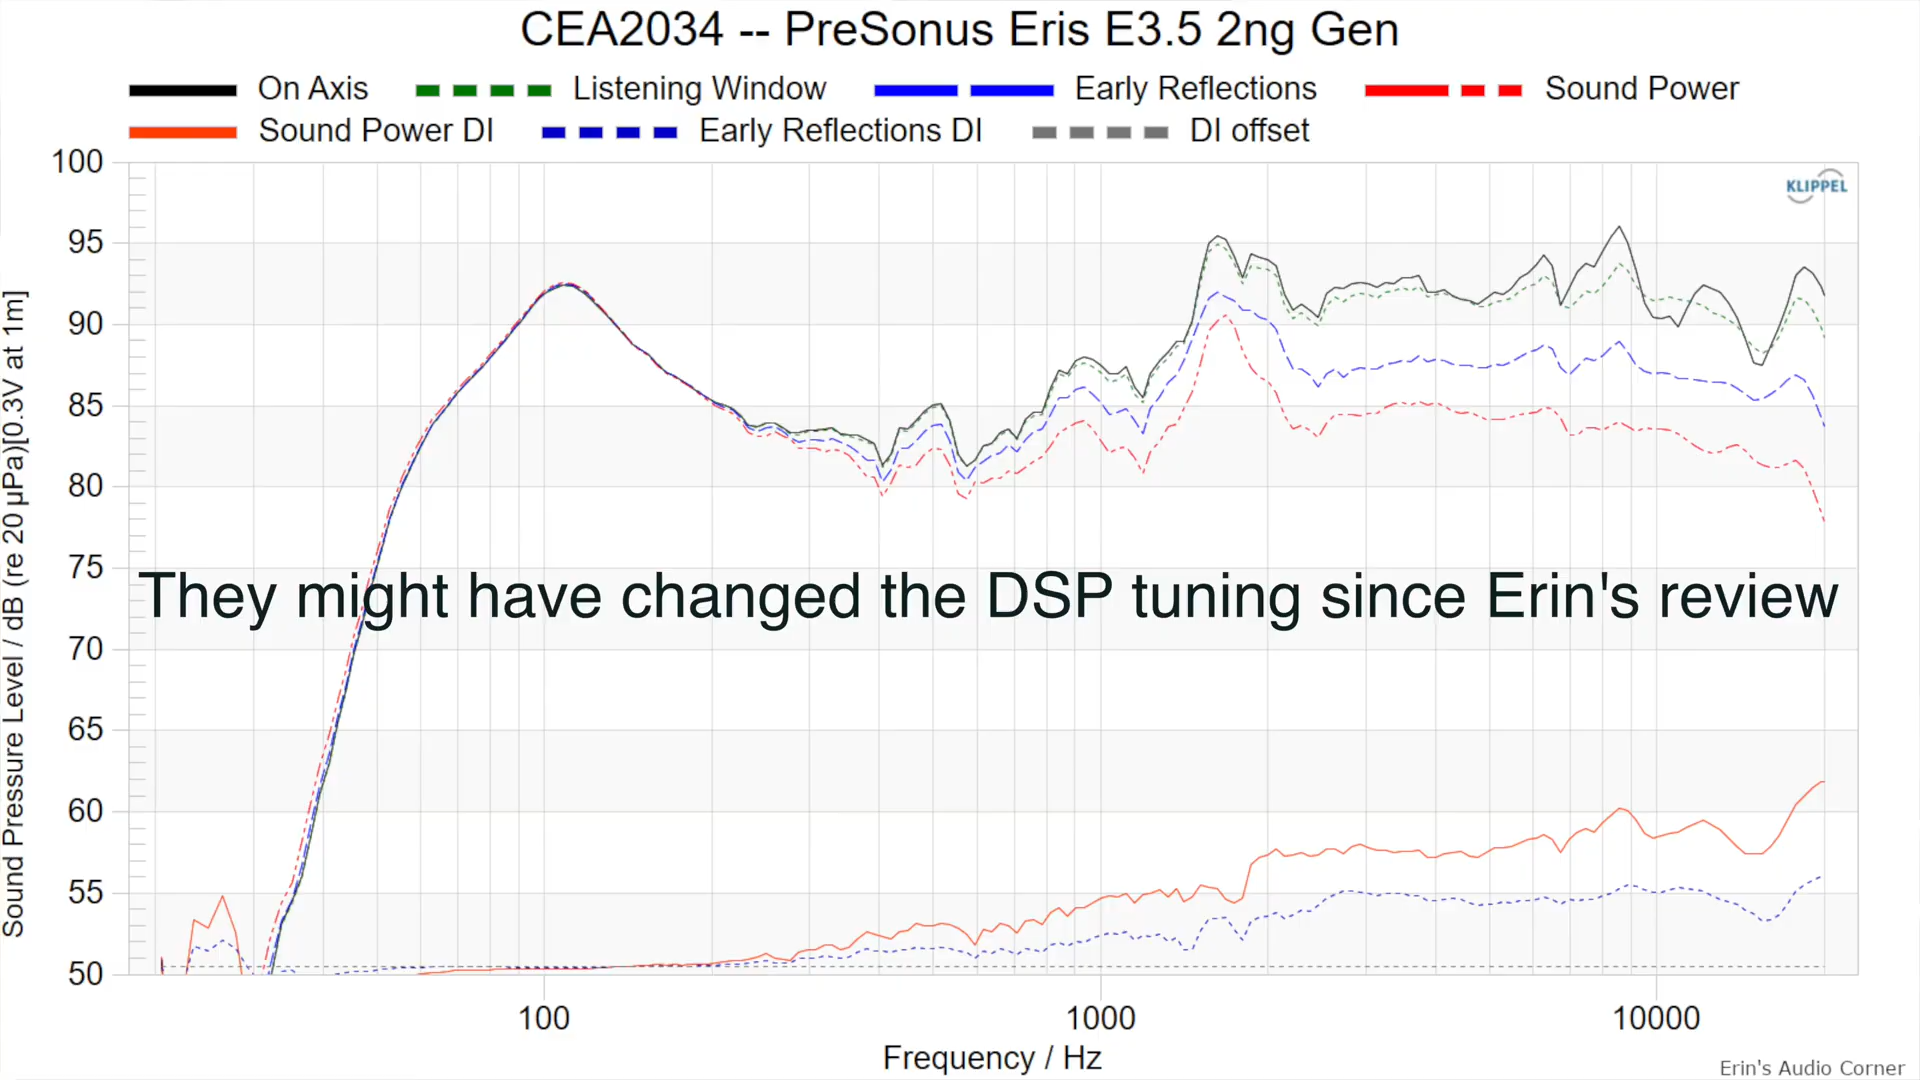 CEA2034 -- PreSonus Eris E3.5 2ng Gen
On Axis Listening Window Early Reflections Sound Power
Sound Power DI Early Reflections DI DI offset
KLIPPEL
Sound Pressure Level / dB (re 20 µPa)[0.3V at 1m]
100
95
90
85
80
75
70
65
60
55
50
They might have changed the DSP tuning since Erin's review
100 1000 10000
Frequency / Hz
Erin's Audio Corner